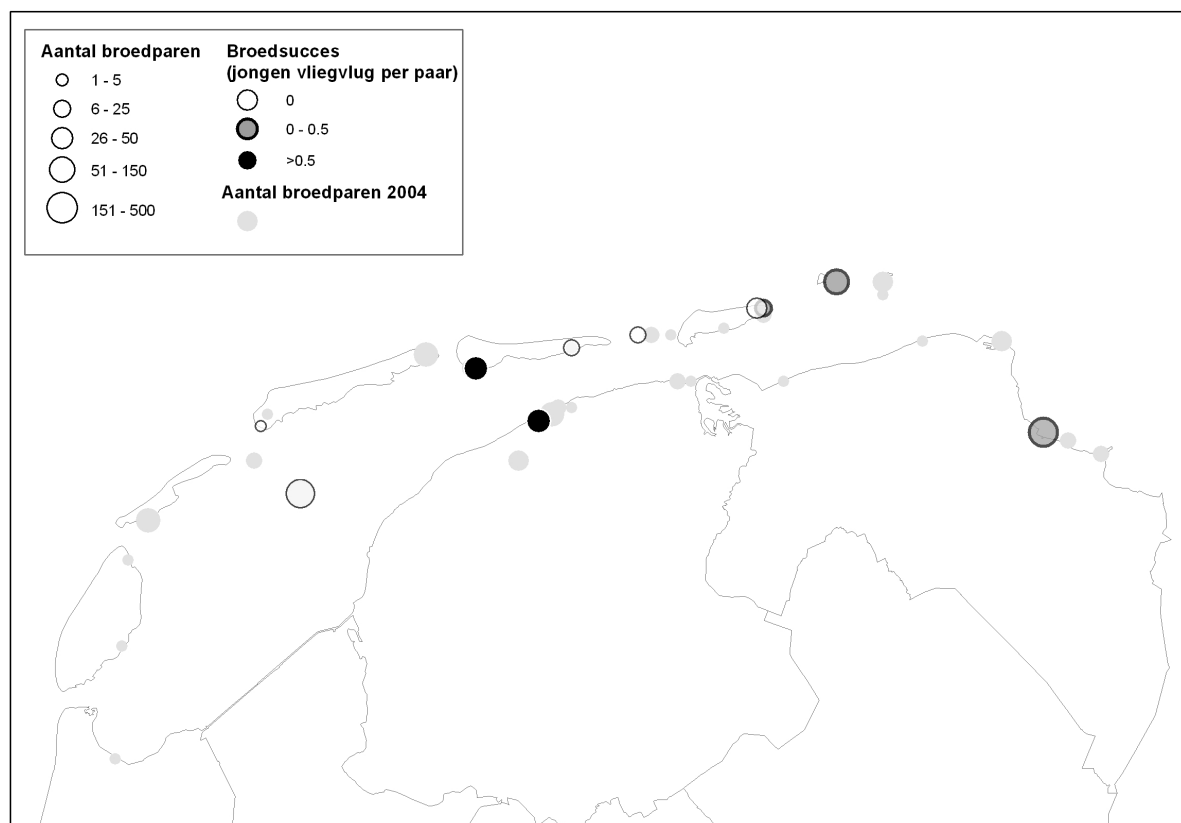 Aantal broedparen
1 - 5
6 - 25
26 - 50
51 - 150
151 - 500
Broedsucces
(jongen vliegvlug per paar)
0
0 - 0.5
>0.5
Aantal broedparen 2004